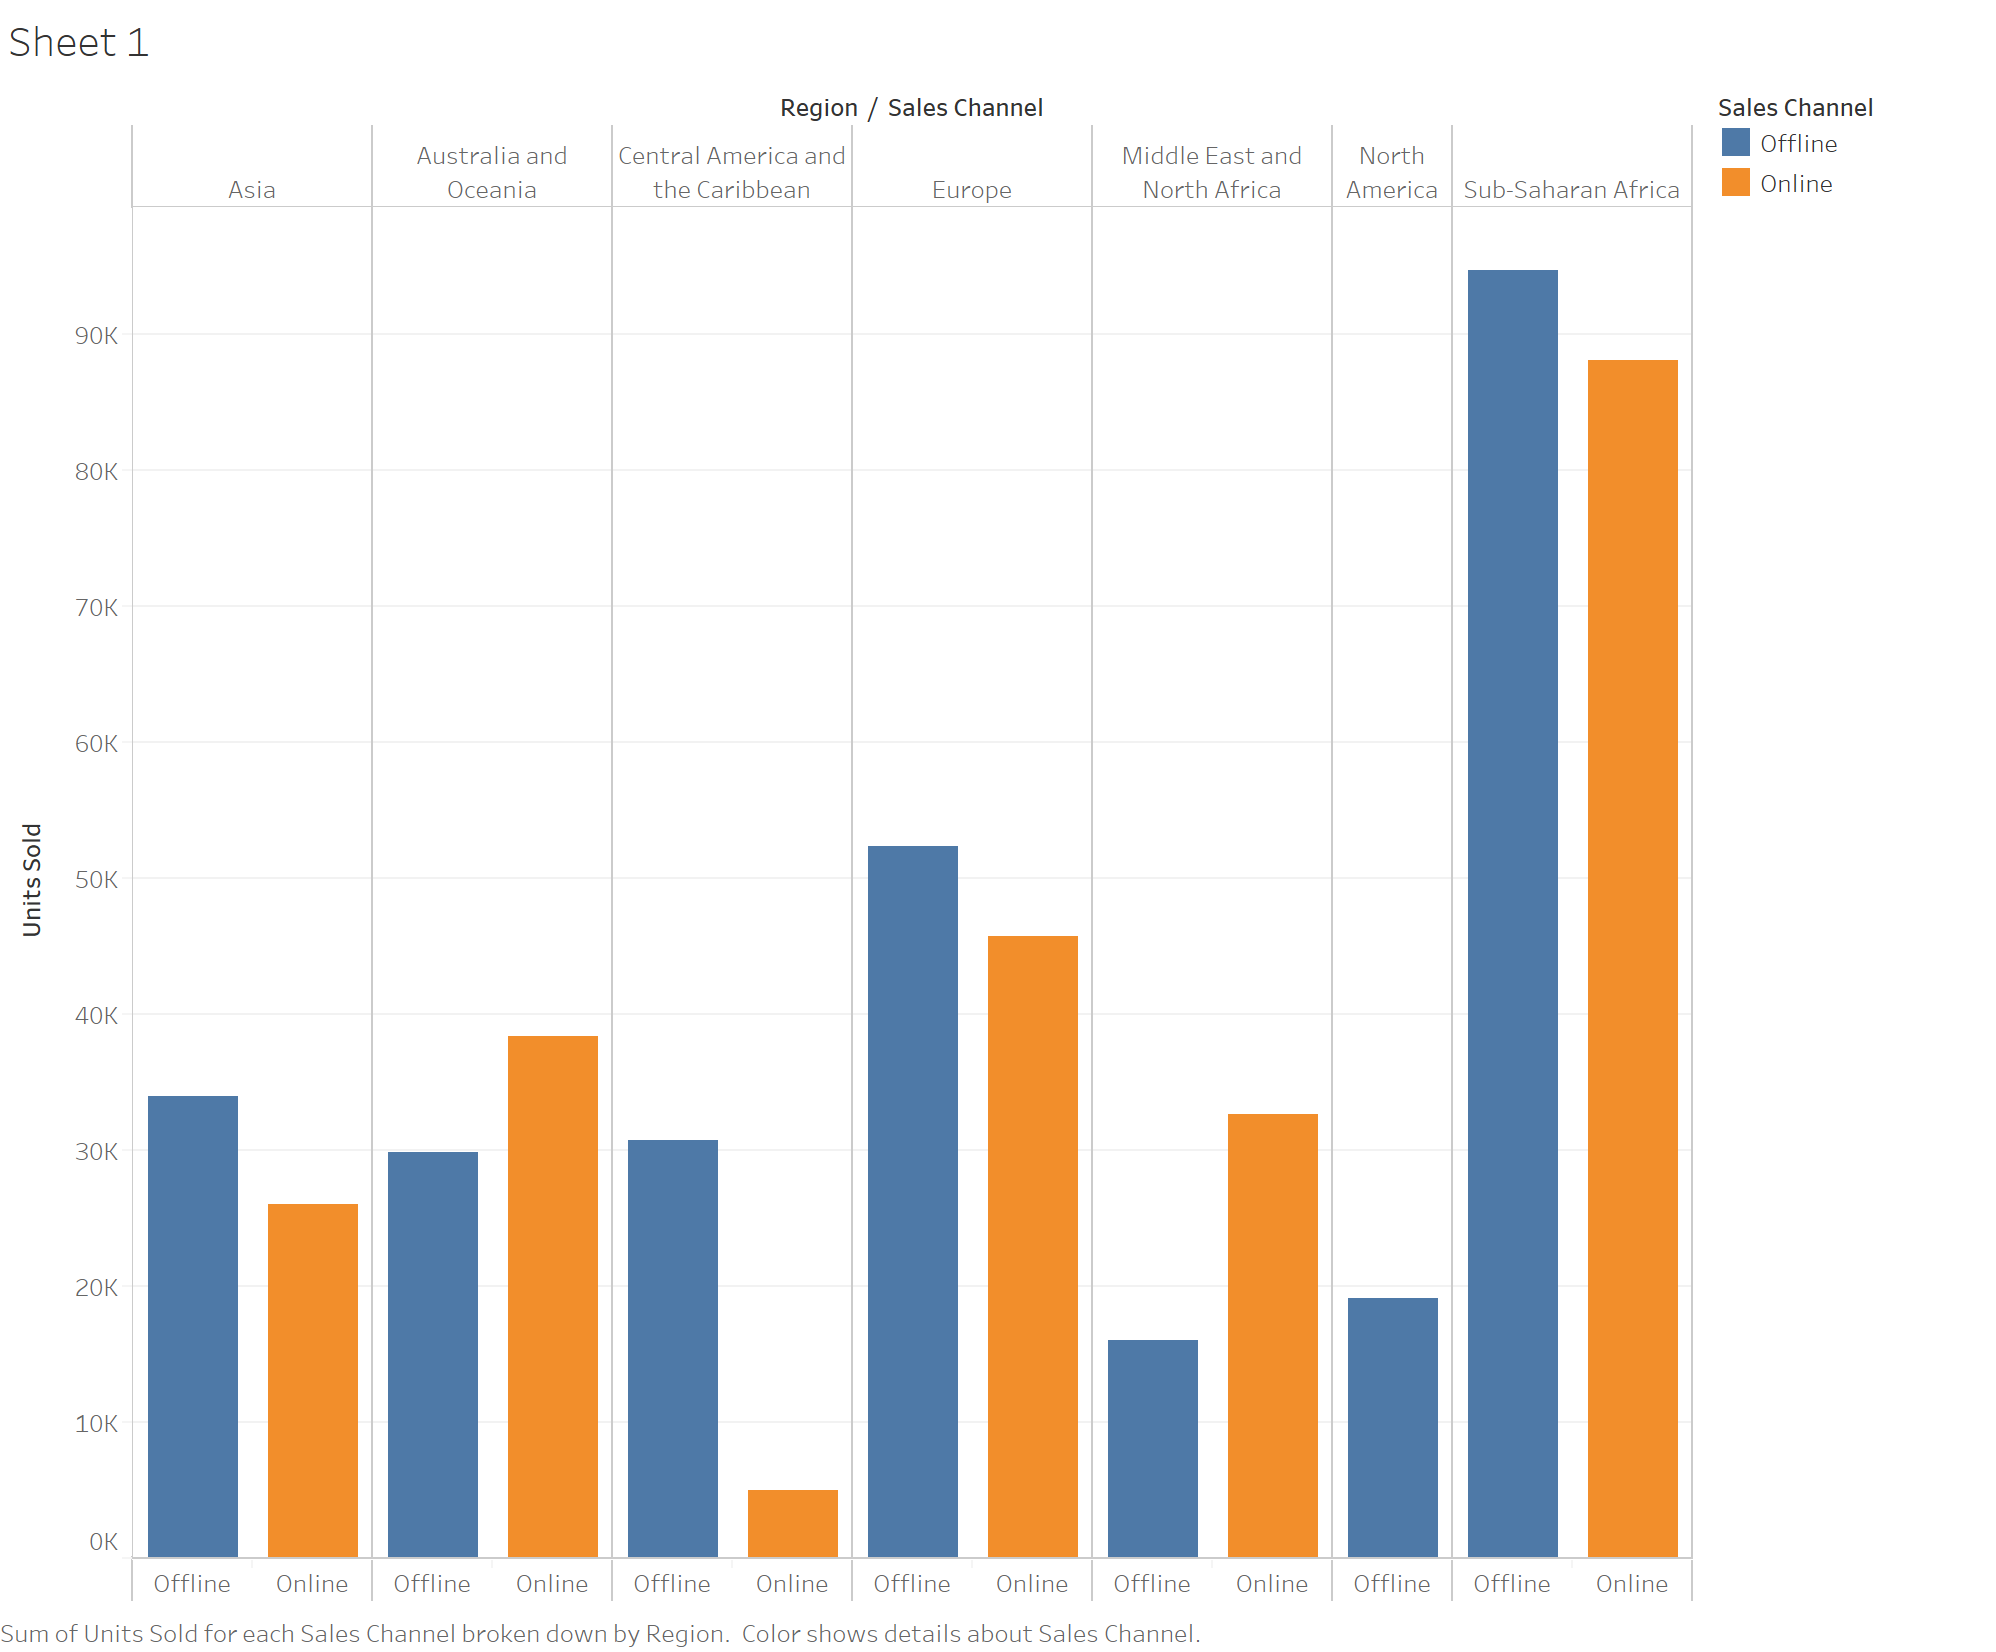 Sheet 1
Region / Sales Channel
Sales Channel
Offline
Online
Asia
Australia and
Oceania
Central America and
the Caribbean
Europe
Middle East and
North Africa
North
America
Sub-Saharan Africa
90K
80K
70K
60K
50K
40K
30K
20K
10K
0K
Units Sold
Offline Online Offline Online Offline Online Offline Online Offline Online Offline Offline Online
Sum of Units Sold for each Sales Channel broken down by Region.  Color shows details about Sales Channel.